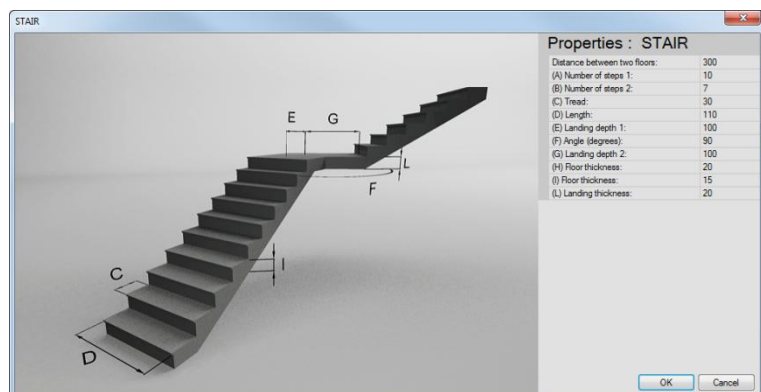 STAIR
Properties : STAIR
Distance between two floors: 300
(A) Number of steps 1: 10
(B) Number of steps 2: 7
(C) Tread: 30
(D) Length: 110
(E) Landing depth 1: 100
(F) Angle (degrees): 90
(G) Landing depth 2: 100
(H) Floor thickness: 20
(I) Floor thickness: 15
(L) Landing thickness: 20
E G
L
F
I
C
D
OK Cancel